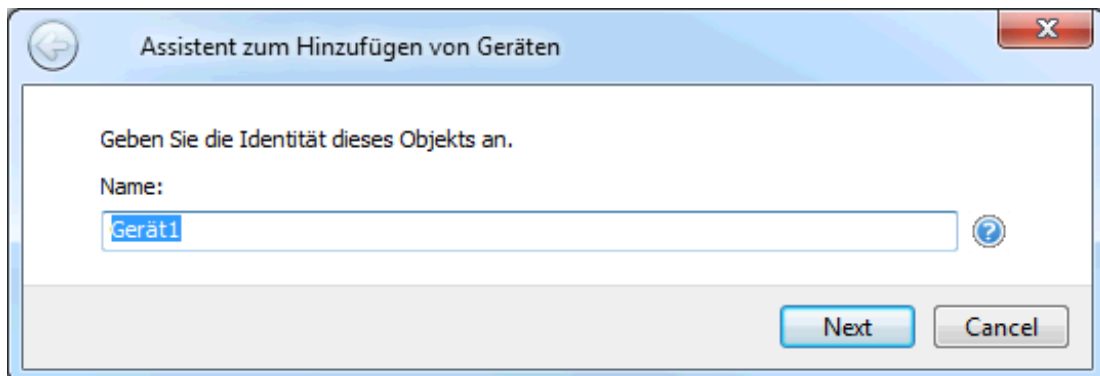 Assistent zum Hinzufügen von Geräten
Geben Sie die Identität dieses Objekts an.
Name:
Gerät1
Next
Cancel